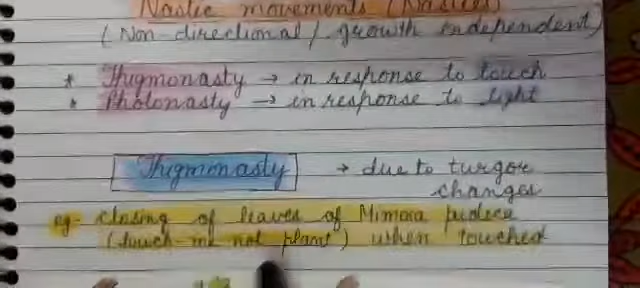 Nastic movements (Nasties)
(Non-directional / growth independent)
* Thigmonasty → in response to touch
* Photonasty → in response to light
Thigmonasty → due to turgor
changes
eg- closing of leaves of Mimosa pudica
(touch-me not plant) when touched